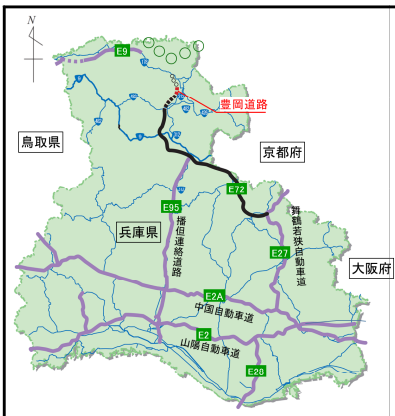 N
E9
豊岡道路
鳥取県
京都府
E72
兵庫県
E95
播但連絡道路
舞鶴若狭自動車道
E27
大阪府
E2A
中国自動車道
E2
山陽自動車道
E28